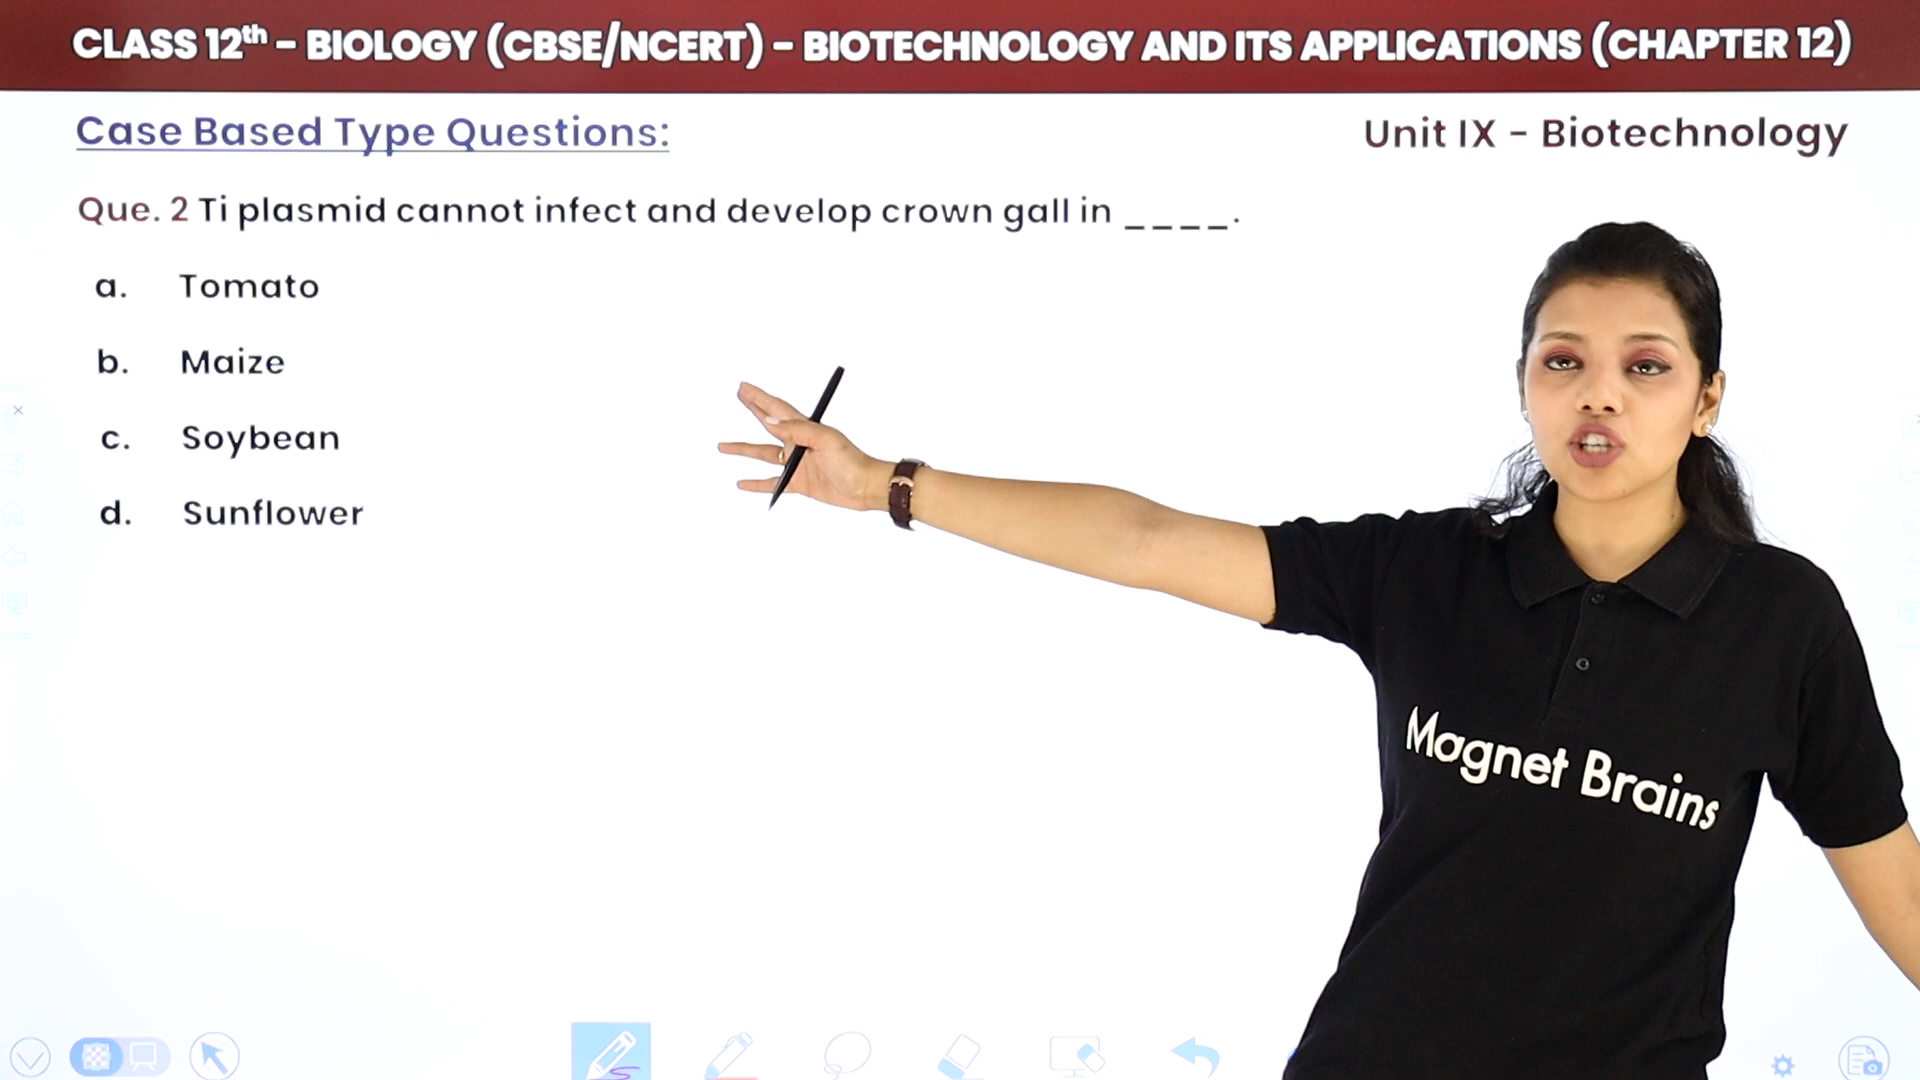 CLASS 12th - BIOLOGY (CBSE/NCERT) - BIOTECHNOLOGY AND ITS APPLICATIONS (CHAPTER 12)
Case Based Type Questions:
Unit IX - Biotechnology
Que. 2 Ti plasmid cannot infect and develop crown gall in ____.
a. Tomato
b. Maize
c. Soybean
d. Sunflower
Magnet Brains